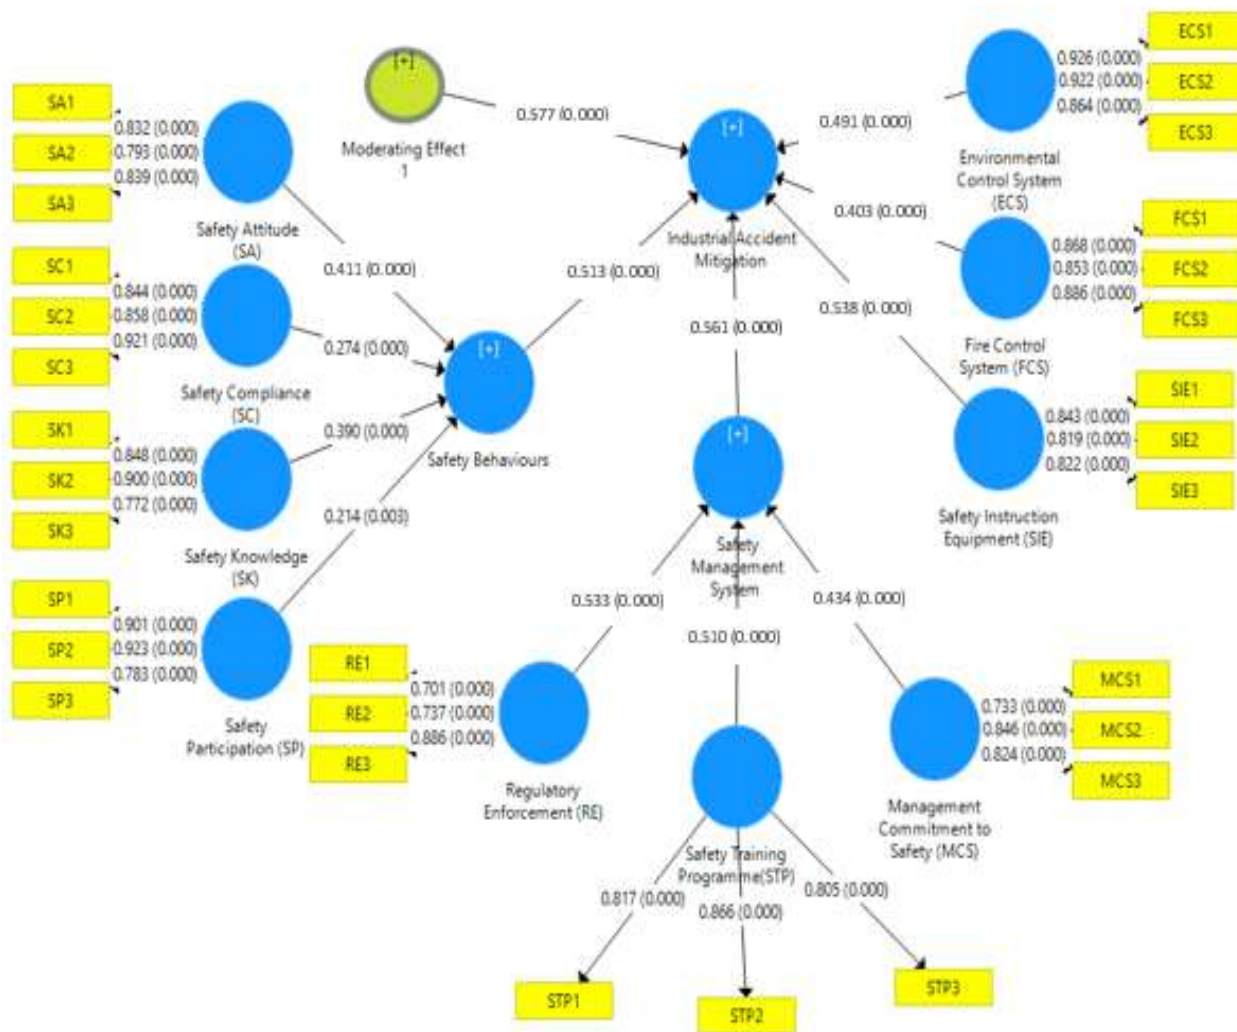 SA1
SA2
SA3
0.832 (0.000)
0.793 (0.000)
0.839 (0.000)
Safety Attitude
(SA)
[+]
Moderating Effect
1
0.577 (0.000)
[+]
Industrial Accident
Mitigation
0.491 (0.000)
Environmental
Control System
(ECS)
0.926 (0.000)
0.922 (0.000)
0.864 (0.000)
ECS1
ECS2
ECS3
SC1
SC2
SC3
0.844 (0.000)
0.858 (0.000)
0.921 (0.000)
Safety Compliance
(SC)
0.411 (0.000)
0.274 (0.000)
0.390 (0.000)
0.214 (0.003)
[+]
Safety Behaviours
0.513 (0.000)
0.403 (0.000)
Fire Control
System (FCS)
0.868 (0.000)
0.853 (0.000)
0.886 (0.000)
FCS1
FCS2
FCS3
0.538 (0.000)
0.561 (0.000)
SK1
SK2
SK3
0.848 (0.000)
0.900 (0.000)
0.772 (0.000)
Safety Knowledge
(SK)
[+]
Safety
Management
System
Safety Instruction
Equipment (SIE)
0.843 (0.000)
0.819 (0.000)
0.822 (0.000)
SIE1
SIE2
SIE3
SP1
SP2
SP3
0.901 (0.000)
0.923 (0.000)
0.783 (0.000)
Safety
Participation (SP)
0.533 (0.000)
0.510 (0.000)
0.434 (0.000)
RE1
RE2
RE3
0.701 (0.000)
0.737 (0.000)
0.886 (0.000)
Regulatory
Enforcement (RE)
Safety Training
Programme(STP)
Management
Commitment to
Safety (MCS)
0.733 (0.000)
0.846 (0.000)
0.824 (0.000)
MCS1
MCS2
MCS3
0.817 (0.000)
0.866 (0.000)
0.805 (0.000)
STP1
STP2
STP3